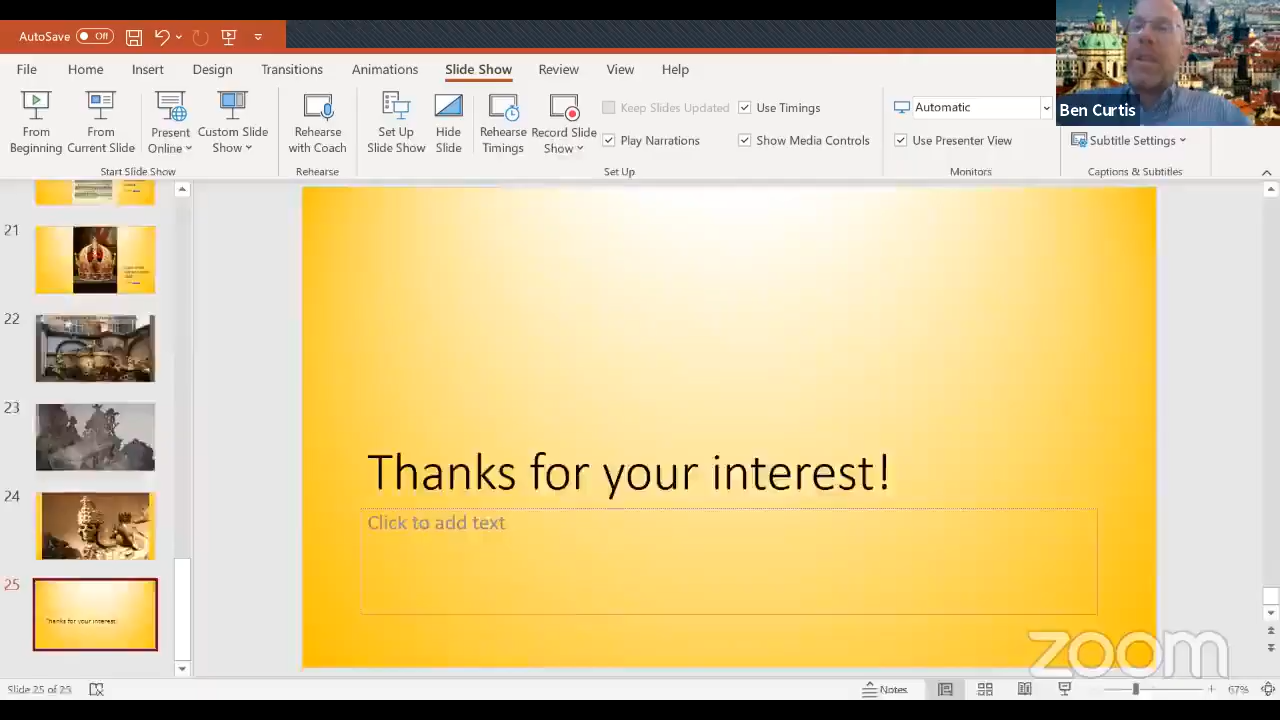 AutoSave Off
File Home Insert Design Transitions Animations Slide Show Review View Help
Ben Curtis
From Beginning
From Current Slide
Present Online
Custom Slide Show
Rehearse with Coach
Set Up Slide Show
Hide Slide
Rehearse Timings
Record Slide Show
Keep Slides Updated
Use Timings
Play Narrations
Show Media Controls
Automatic
Use Presenter View
Subtitle Settings
Start Slide Show
Rehearse
Set Up
Monitors
Captions & Subtitles
21
22
23
24
25
Thanks for your interest!
Thanks for your interest!
Click to add text
zoom
Slide 25 of 25
Notes
67%